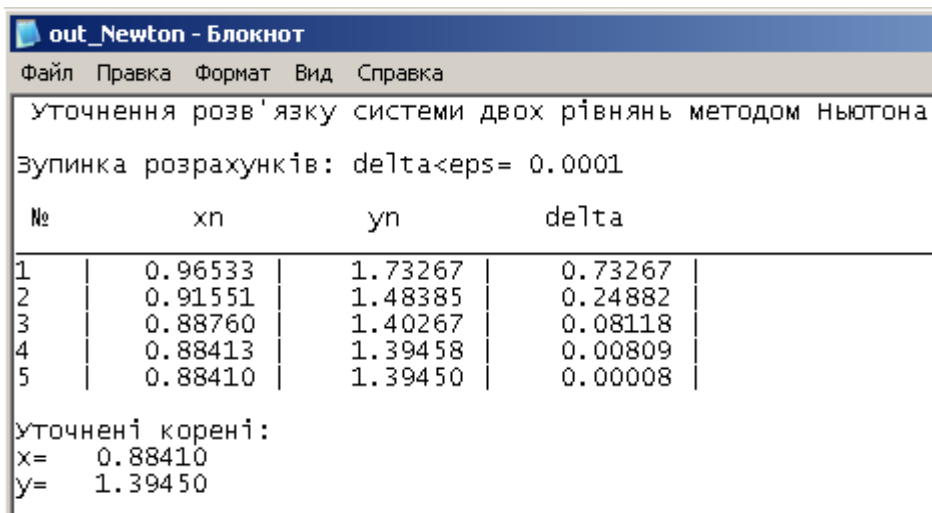 out_Newton - Блокнот
Файл Правка Формат Вид Справка
Уточнення розв'язку системи двох рівнянь методом Ньютона
Зупинка розрахунків: delta<eps= 0.0001
№ xn yn delta
1 | 0.96533 | 1.73267 | 0.73267 |
2 | 0.91551 | 1.48385 | 0.24882 |
3 | 0.88760 | 1.40267 | 0.08118 |
4 | 0.88413 | 1.39458 | 0.00809 |
5 | 0.88410 | 1.39450 | 0.00008 |
Уточнені корені:
x= 0.88410
y= 1.39450